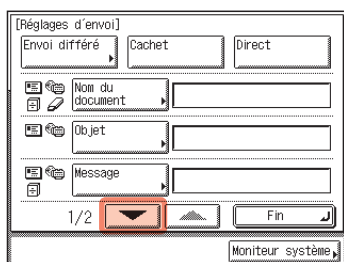 [Réglages d'envoi]
Envoi différé
Cachet
Direct
Nom du
document
Objet
Message
1/2
Fin
Moniteur système